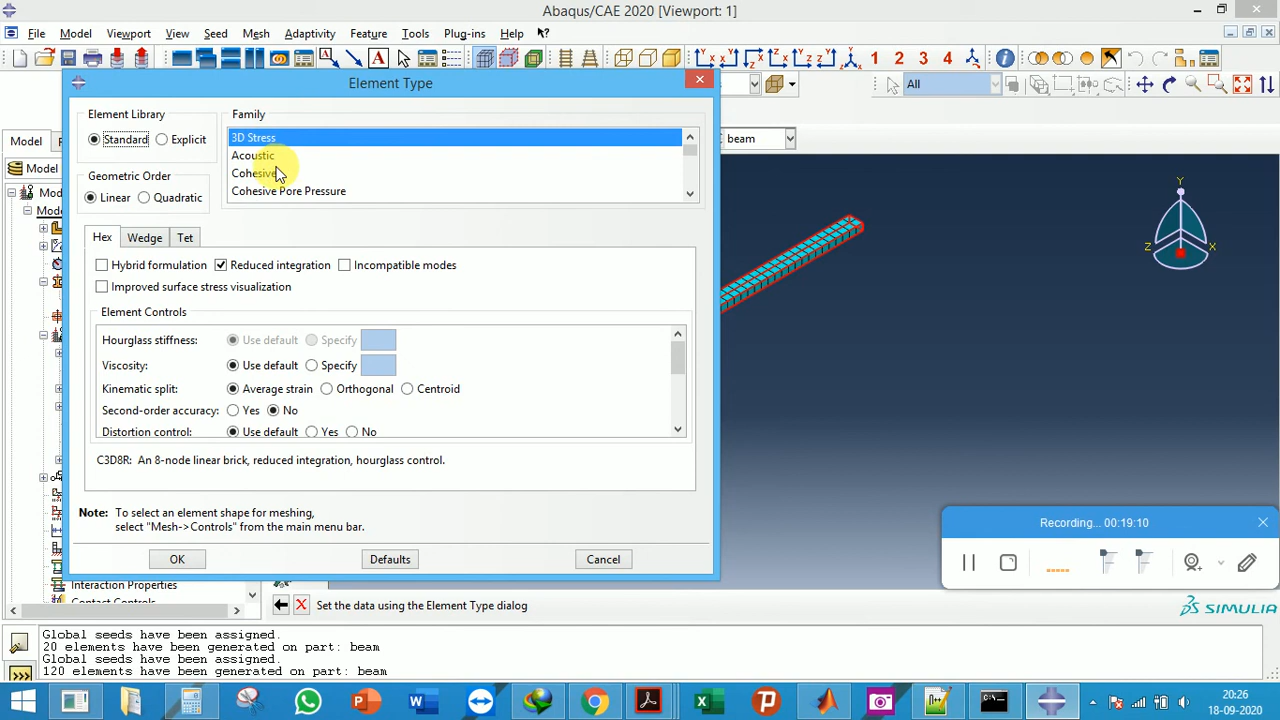 Abaqus/CAE 2020 [Viewport: 1]
File Model Viewport View Seed Mesh Adaptivity Feature Tools Plug-ins Help
1 2 3 4
All
Element Type
Model
beam
Element Library
Standard Explicit
Family
3D Stress
Acoustic
Cohesive
Cohesive Pore Pressure
Geometric Order
Linear Quadratic
Model
Hex Wedge Tet
Hybrid formulation Reduced integration Incompatible modes
Improved surface stress visualization
Element Controls
Hourglass stiffness: Use default Specify
Viscosity: Use default Specify
Kinematic split: Average strain Orthogonal Centroid
Second-order accuracy: Yes No
Distortion control: Use default Yes No
C3D8R: An 8-node linear brick, reduced integration, hourglass control.
Note: To select an element shape for meshing,
select "Mesh->Controls" from the main menu bar.
OK Defaults Cancel
Y
Z X
Recording... 00:19:10
Interaction Properties
Contact Controls
Set the data using the Element Type dialog
SIMULIA
Global seeds have been assigned.
20 elements have been generated on part: beam
Global seeds have been assigned.
120 elements have been generated on part: beam
20:26
18-09-2020